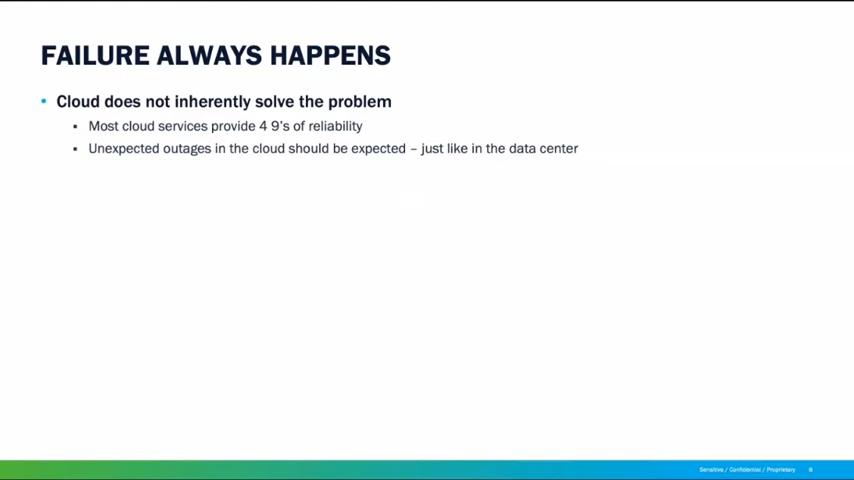 FAILURE ALWAYS HAPPENS
• Cloud does not inherently solve the problem
▪ Most cloud services provide 4 9's of reliability
▪ Unexpected outages in the cloud should be expected – just like in the data center
Sensitive / Confidential / Proprietary 8